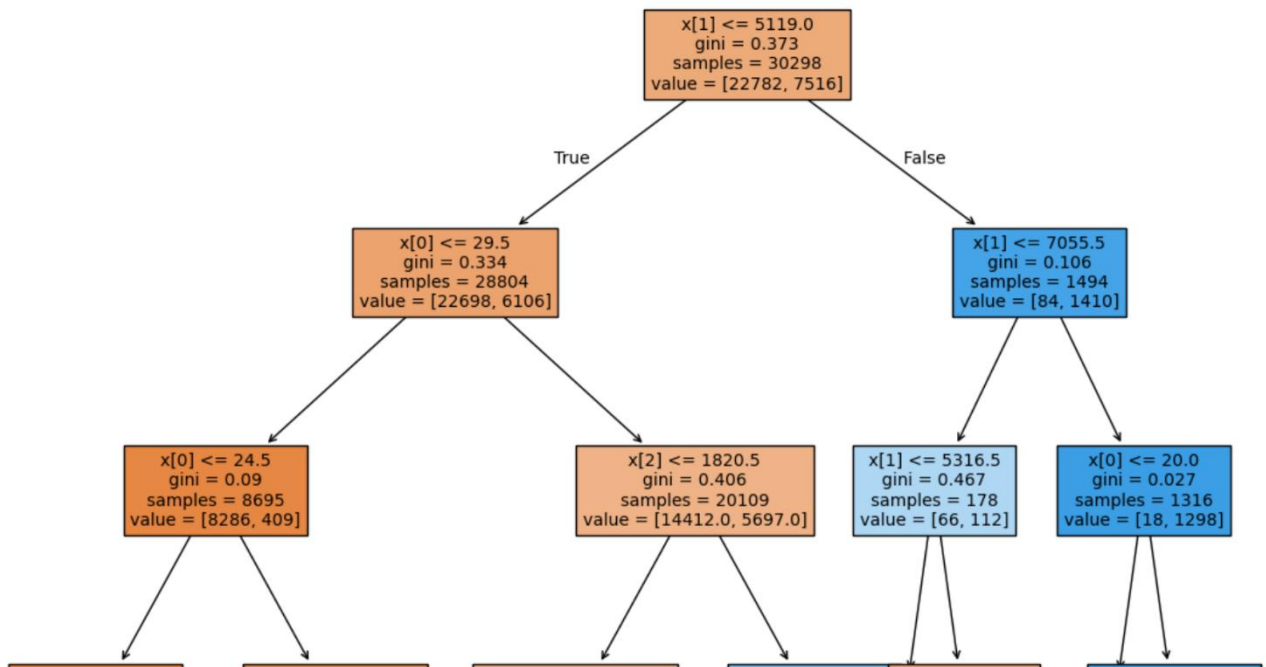 x[1] <= 5119.0
gini = 0.373
samples = 30298
value = [22782, 7516]
True
False
x[0] <= 29.5
gini = 0.334
samples = 28804
value = [22698, 6106]
x[1] <= 7055.5
gini = 0.106
samples = 1494
value = [84, 1410]
x[0] <= 24.5
gini = 0.09
samples = 8695
value = [8286, 409]
x[2] <= 1820.5
gini = 0.406
samples = 20109
value = [14412.0, 5697.0]
x[1] <= 5316.5
gini = 0.467
samples = 178
value = [66, 112]
x[0] <= 20.0
gini = 0.027
samples = 1316
value = [18, 1298]